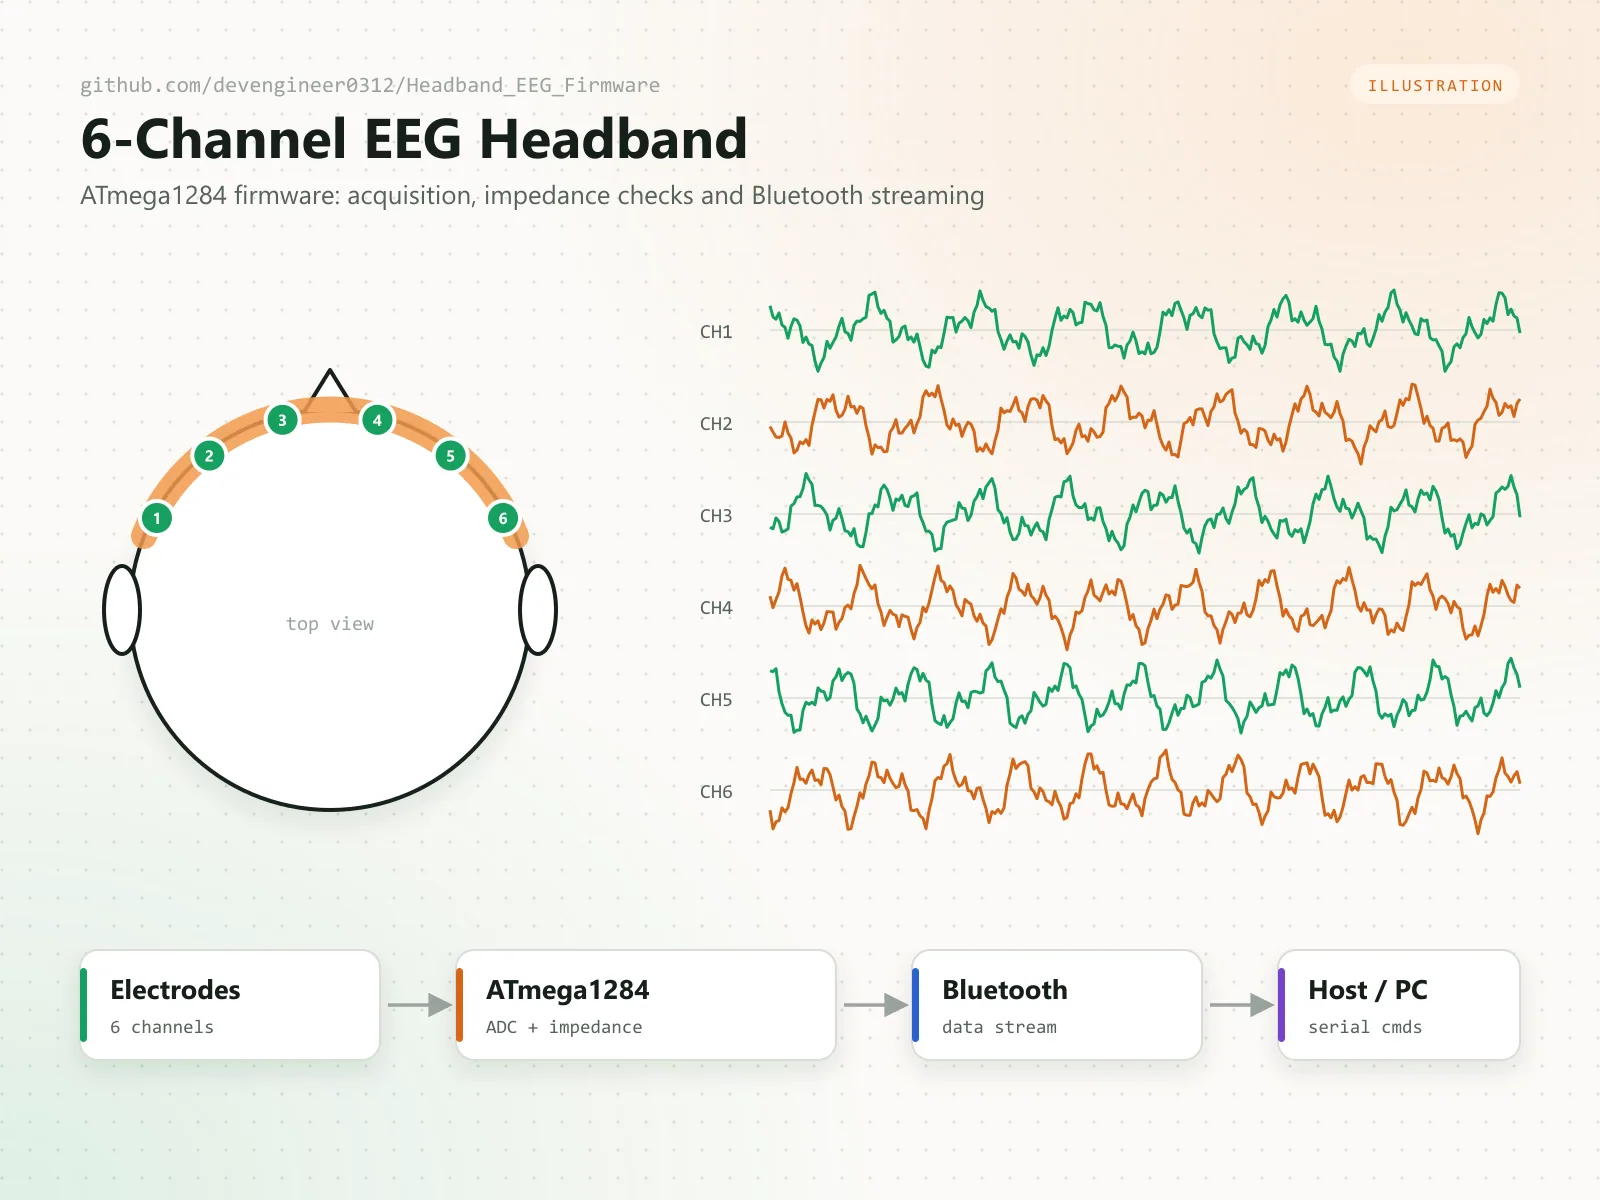 github.com/devengineer0312/Headband_EEG_Firmware
ILLUSTRATION
6-Channel EEG Headband
ATmega1284 firmware: acquisition, impedance checks and Bluetooth streaming
1
2
3
4
5
6
top view
CH1
CH2
CH3
CH4
CH5
CH6
Electrodes
6 channels
ATmega1284
ADC + impedance
Bluetooth
data stream
Host / PC
serial cmds